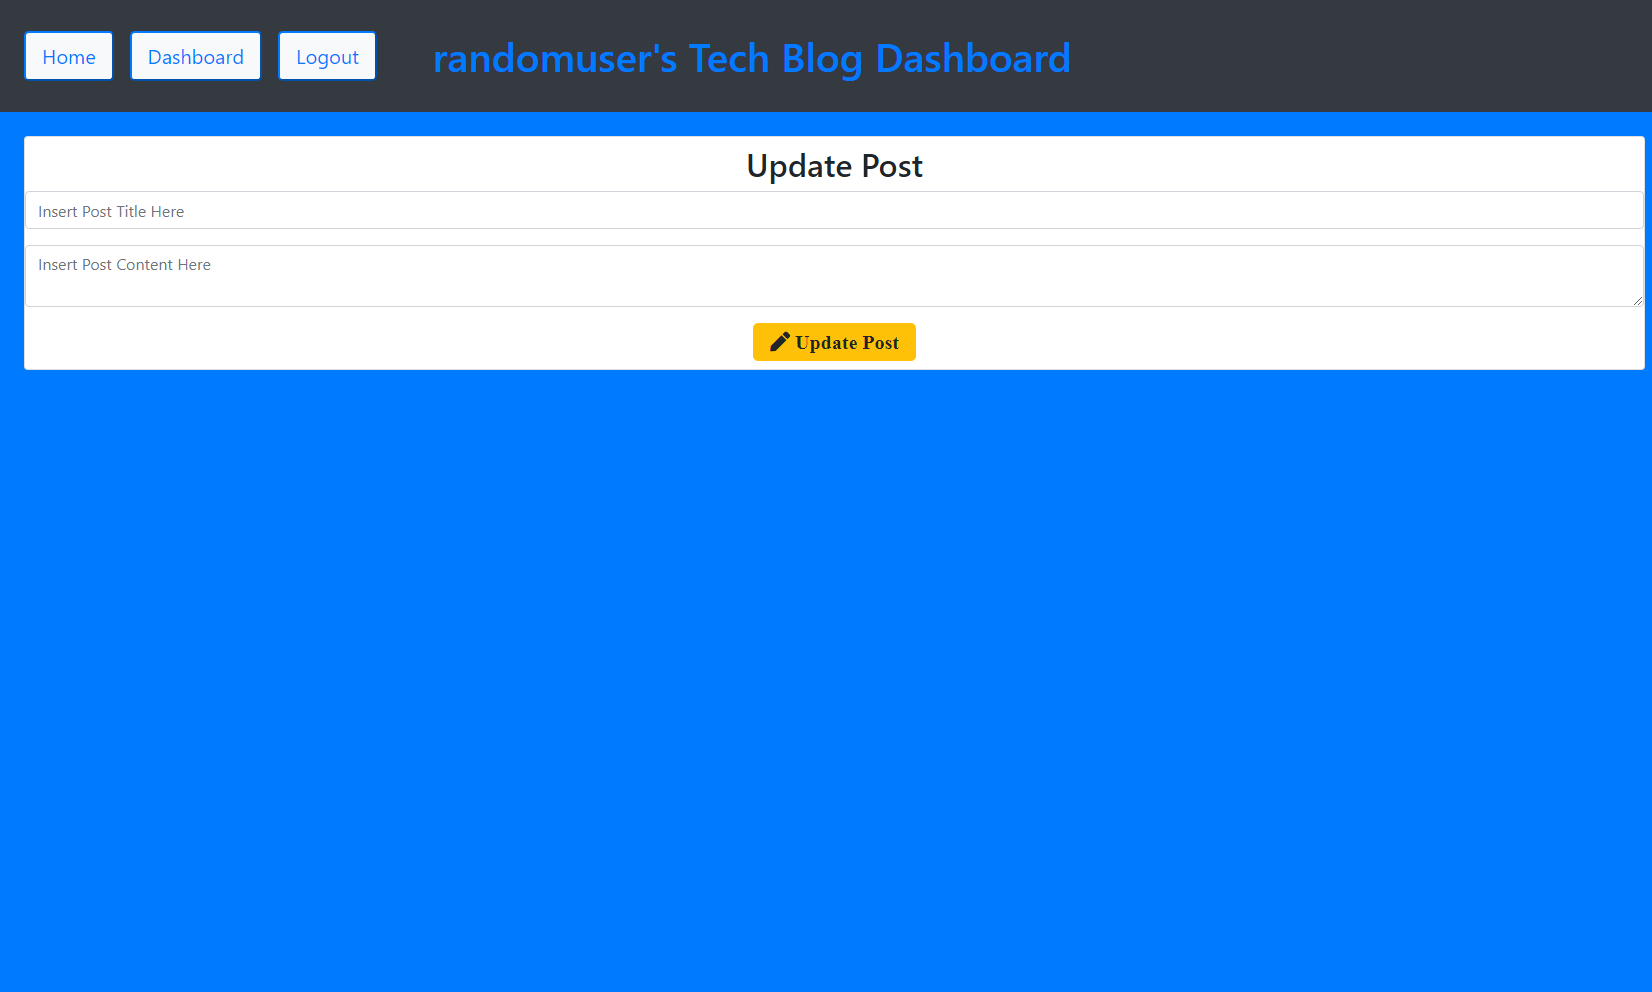 Home Dashboard Logout randomuser's Tech Blog Dashboard
Update Post
Insert Post Title Here
Insert Post Content Here
Update Post